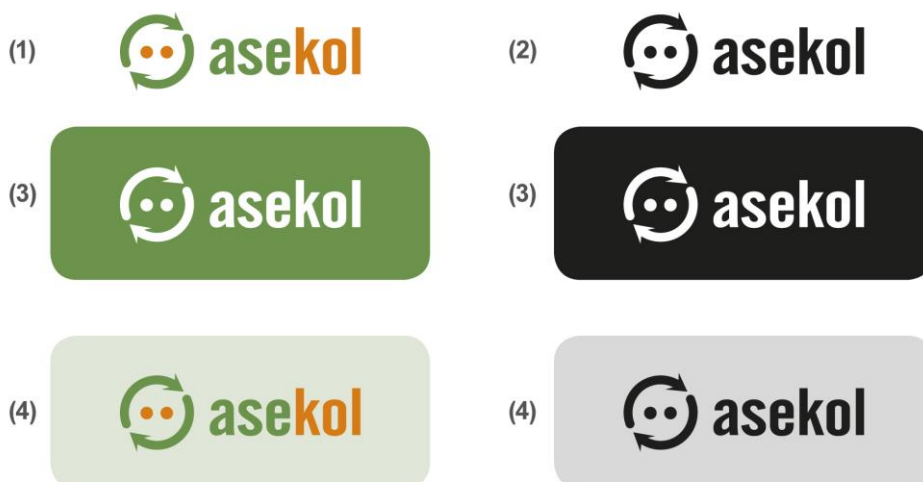 (1) asekol (2) asekol
(3) asekol (3) asekol
(4) asekol (4) asekol